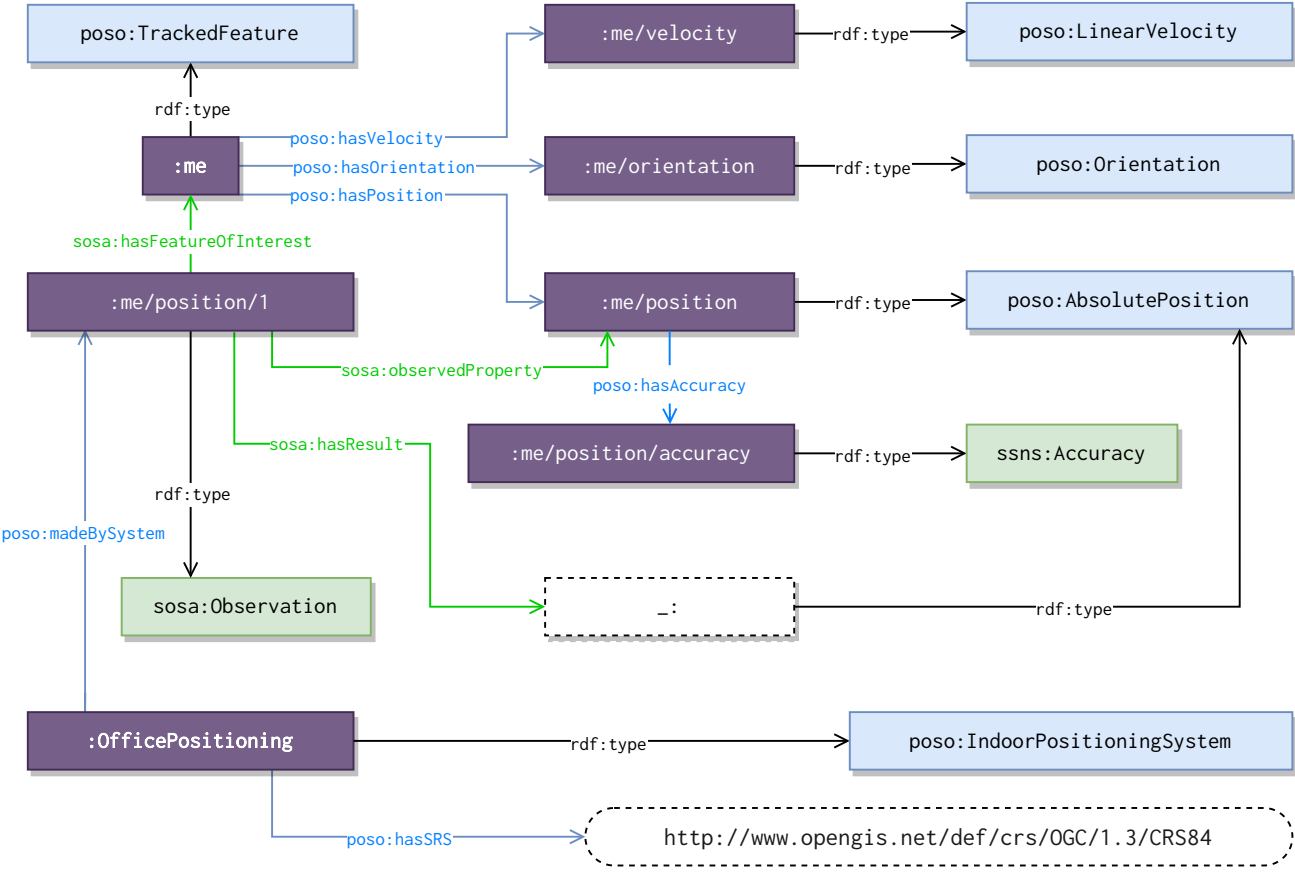 poso:TrackedFeature
:me/velocity
rdf:type
poso:LinearVelocity
rdf:type
poso:hasVelocity
:me
poso:hasOrientation
:me/orientation
rdf:type
poso:Orientation
poso:hasPosition
sosa:hasFeatureOfInterest
:me/position/1
:me/position
rdf:type
poso:AbsolutePosition
sosa:observedProperty
poso:hasAccuracy
sosa:hasResult
:me/position/accuracy
rdf:type
ssns:Accuracy
rdf:type
poso:madeBySystem
sosa:Observation
_:
rdf:type
:OfficePositioning
rdf:type
poso:IndoorPositioningSystem
poso:hasSRS
http://www.opengis.net/def/crs/OGC/1.3/CRS84